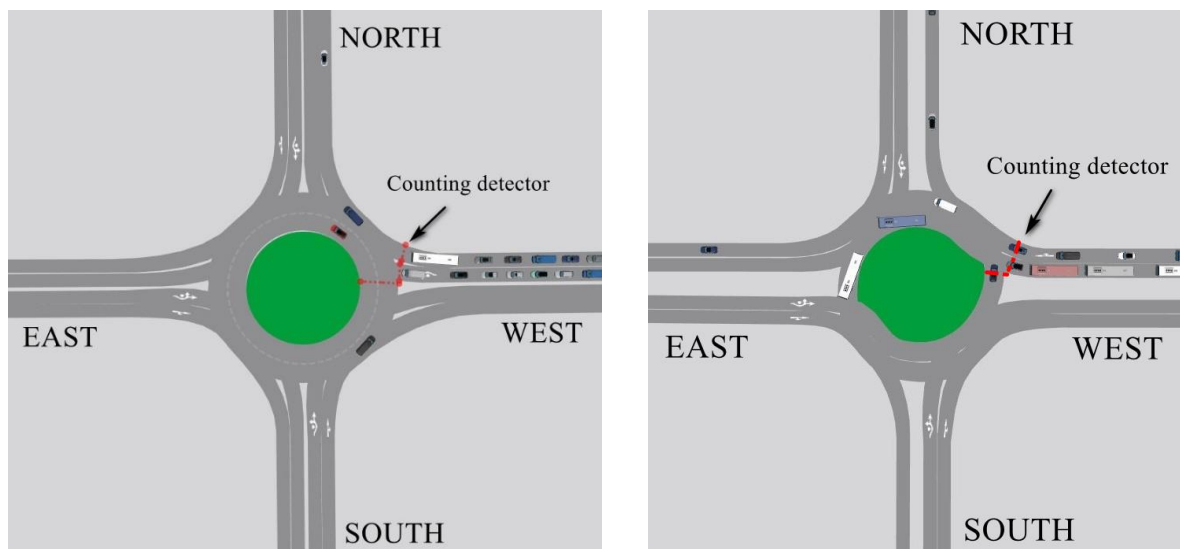 NORTH
Counting detector
EAST
WEST
SOUTH
NORTH
Counting detector
EAST
WEST
SOUTH